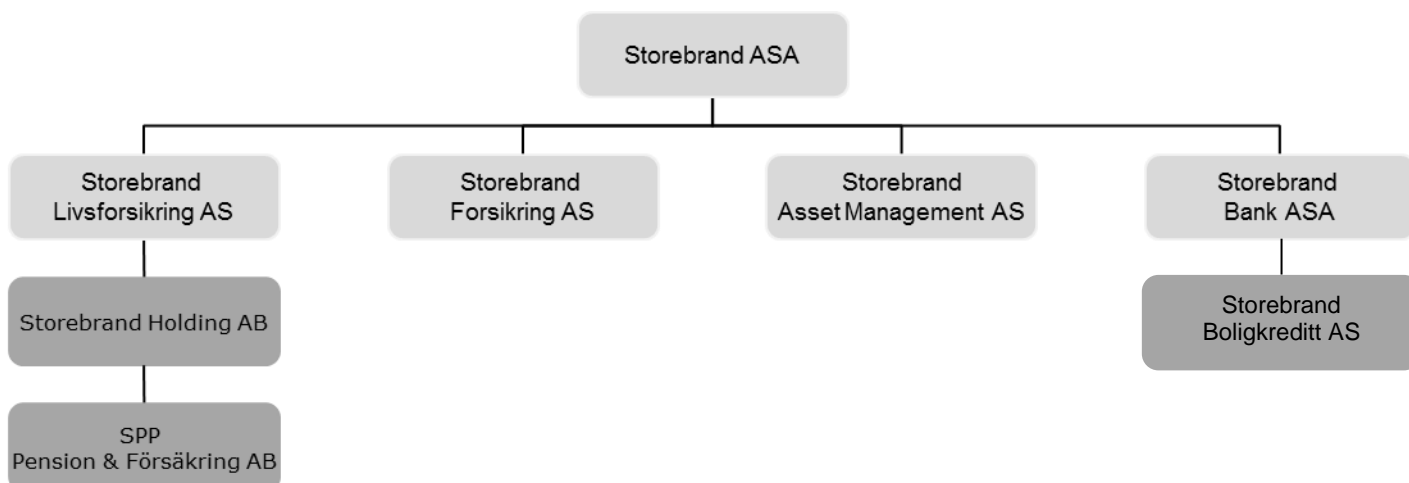 Storebrand ASA
Storebrand
Livsforsikring AS
Storebrand
Forsikring AS
Storebrand
Asset Management AS
Storebrand
Bank ASA
Storebrand Holding AB
Storebrand
Boligkreditt AS
SPP
Pension & Försäkring AB